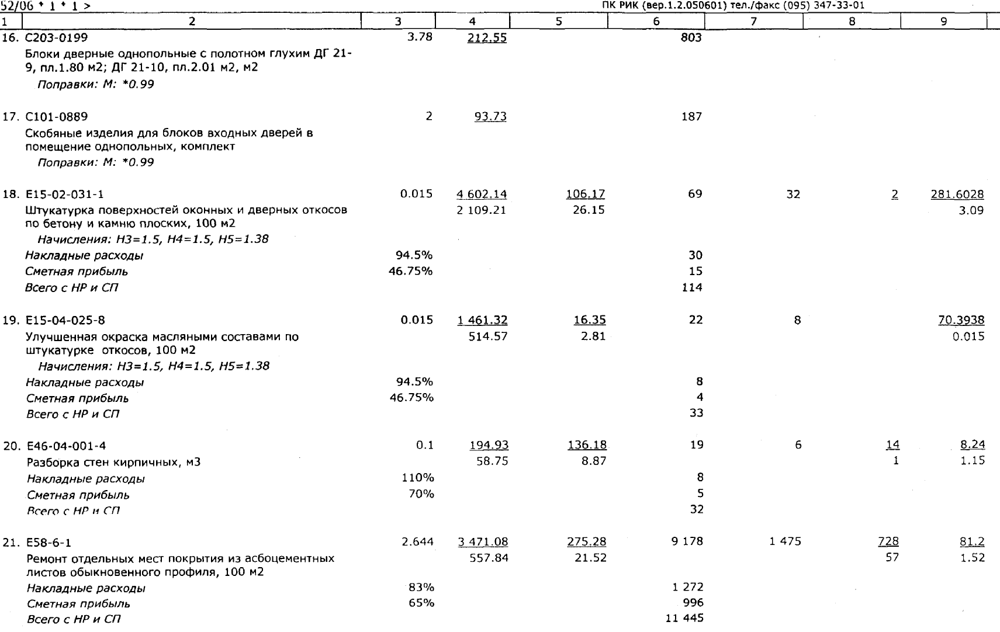 52/06 * 1 * 1 > ПК РИК (вер.1.2.050601) тел./факс (095) 347-33-01
1 2 3 4 5 6 7 8 9
16. С203-0199 3.78 212.55 803
Блоки дверные однопольные с полотном глухим ДГ 21-
9, пл.1.80 м2; ДГ 21-10, пл.2.01 м2, м2
Поправки: М: *0.99
17. С101-0889 2 93.73 187
Скобяные изделия для блоков входных дверей в
помещение однопольных, комплект
Поправки: М: *0.99
18. Е15-02-031-1 0.015 4 602.14 106.17 69 32 2 281.6028
Штукатурка поверхностей оконных и дверных откосов 2 109.21 26.15 3.09
по бетону и камню плоских, 100 м2
Начисления: Н3=1.5, Н4=1.5, Н5=1.38
Накладные расходы 94.5% 30
Сметная прибыль 46.75% 15
Всего с НР и СП 114
19. Е15-04-025-8 0.015 1 461.32 16.35 22 8 70.3938
Улучшенная окраска масляными составами по 514.57 2.81 0.015
штукатурке откосов, 100 м2
Начисления: Н3=1.5, Н4=1.5, Н5=1.38
Накладные расходы 94.5% 8
Сметная прибыль 46.75% 4
Всего с НР и СП 33
20. Е46-04-001-4 0.1 194.93 136.18 19 6 14 8.24
Разборка стен кирпичных, м3 58.75 8.87 1 1.15
Накладные расходы 110% 8
Сметная прибыль 70% 5
Всего с НР и СП 32
21. Е58-6-1 2.644 3 471.08 275.28 9 178 1 475 728 81.2
Ремонт отдельных мест покрытия из асбоцементных 557.84 21.52 57 1.52
листов обыкновенного профиля, 100 м2
Накладные расходы 83% 1 272
Сметная прибыль 65% 996
Всего с НР и СП 11 445